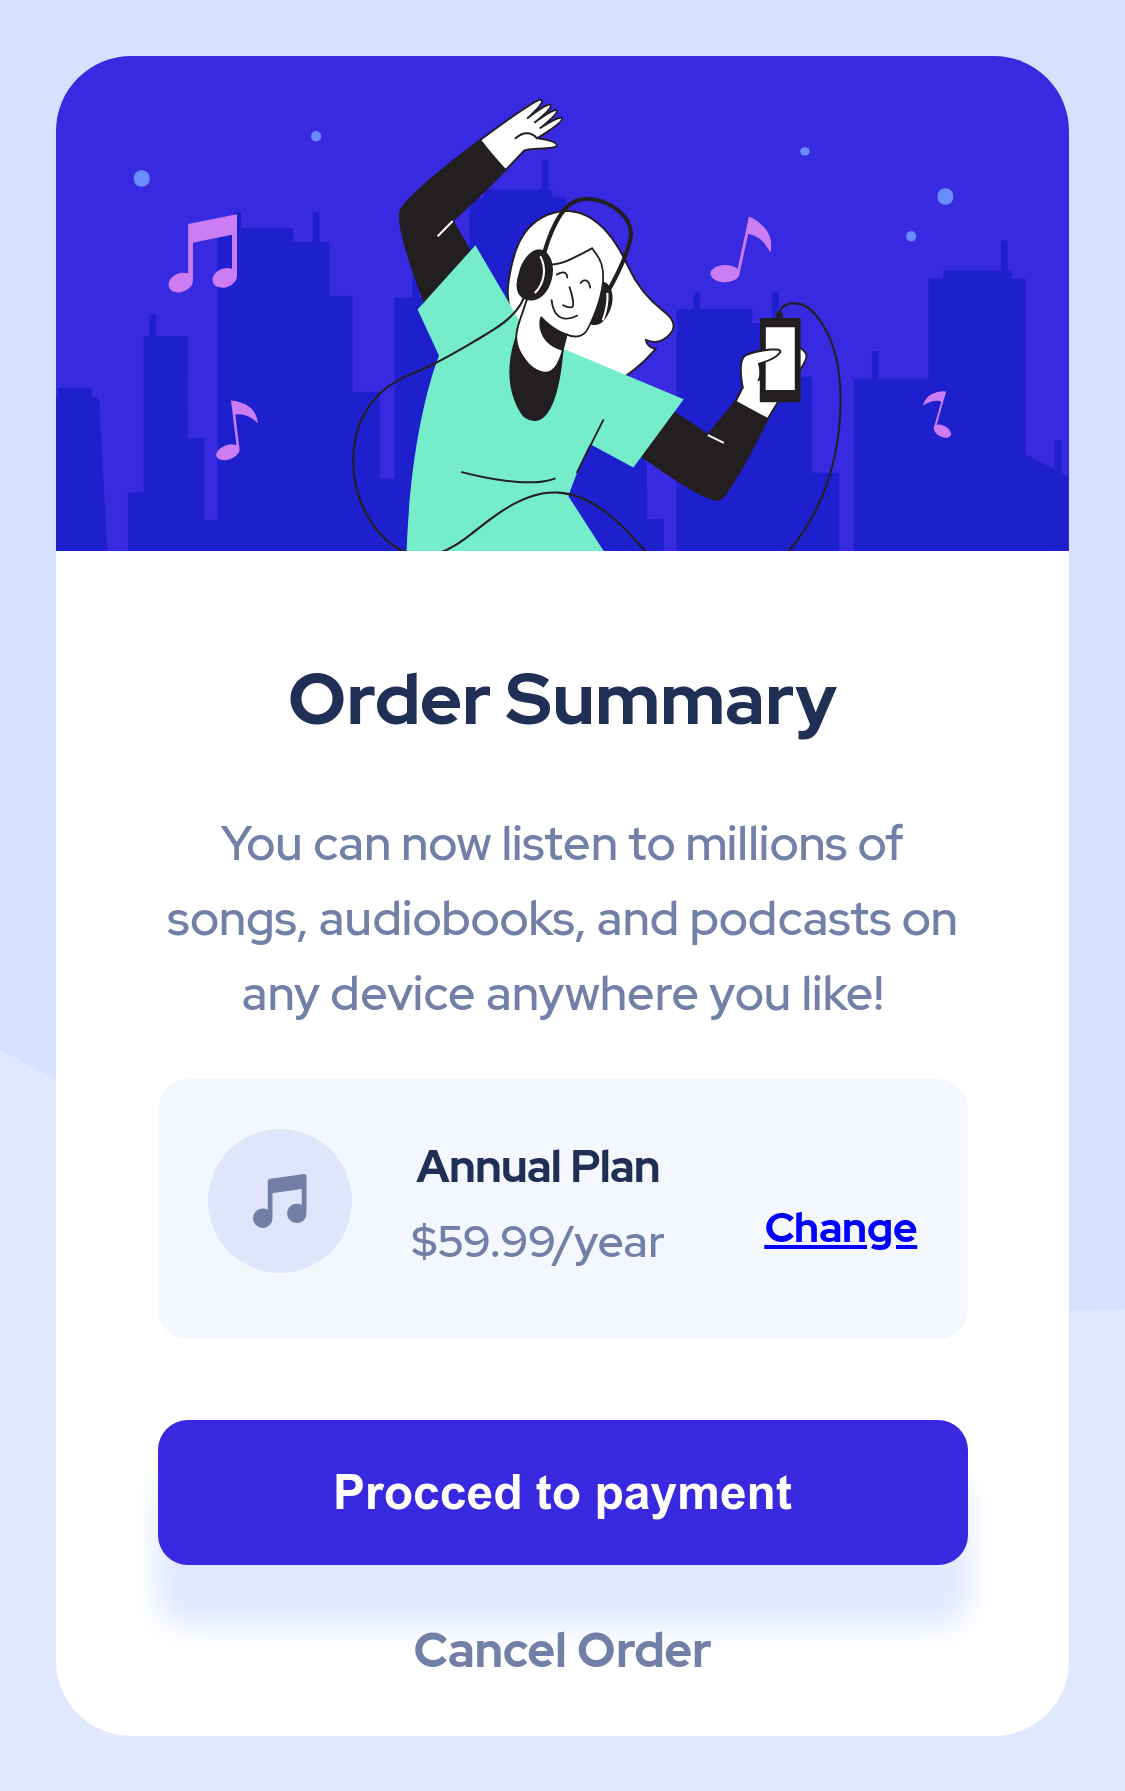 Order Summary
You can now listen to millions of
songs, audiobooks, and podcasts on
any device anywhere you like!
Annual Plan
$59.99/year
Change
Procced to payment
Cancel Order